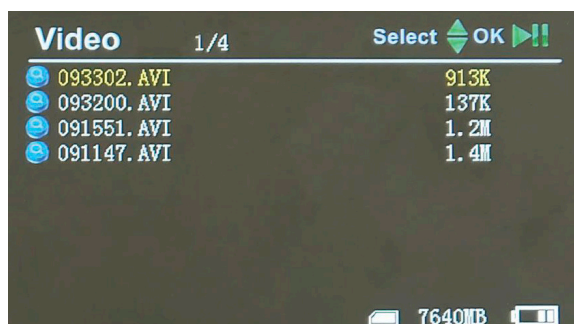 Video 1/4 Select OK
093302.AVI 913K
093200.AVI 137K
091551.AVI 1.2M
091147.AVI 1.4M
7640MB